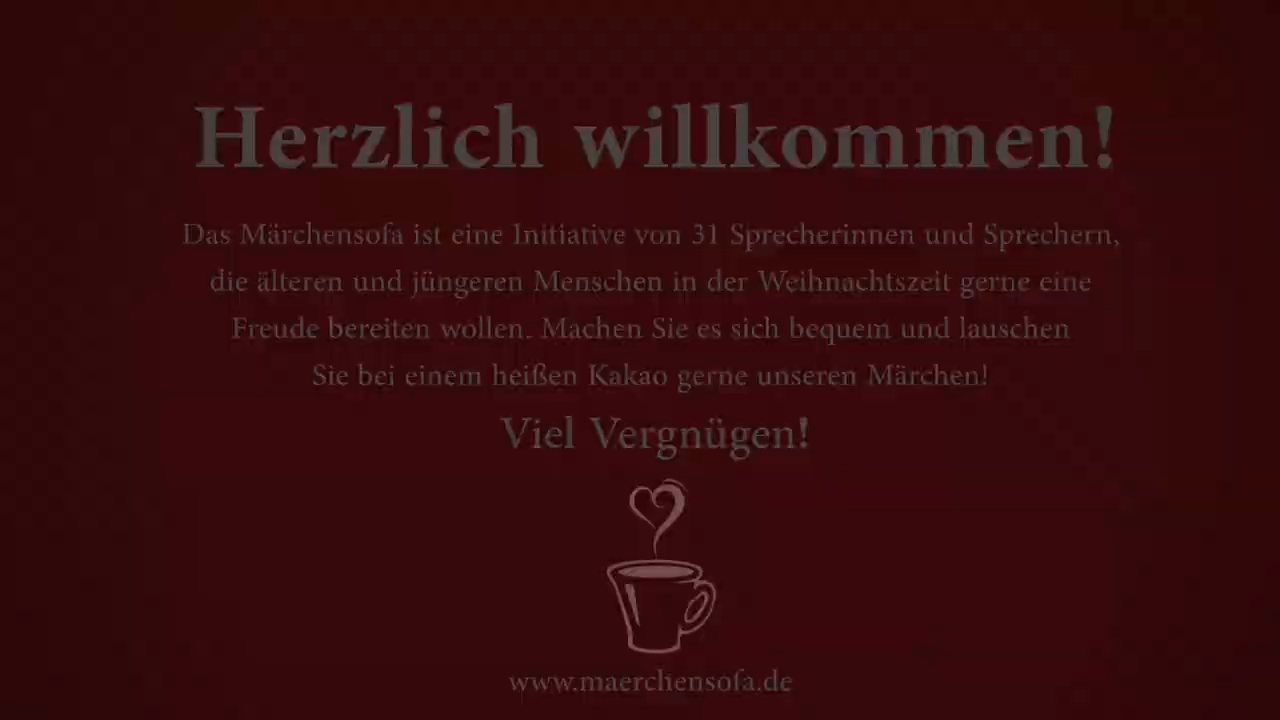 Herzlich willkommen!
Das Märchensofa ist eine Initiative von 31 Sprecherinnen und Sprechern,
die älteren und jüngeren Menschen in der Weihnachtszeit gerne eine
Freude bereiten wollen. Machen Sie es sich bequem und lauschen
Sie bei einem heißen Kakao gerne unseren Märchen!
Viel Vergnügen!
www.maerchensofa.de